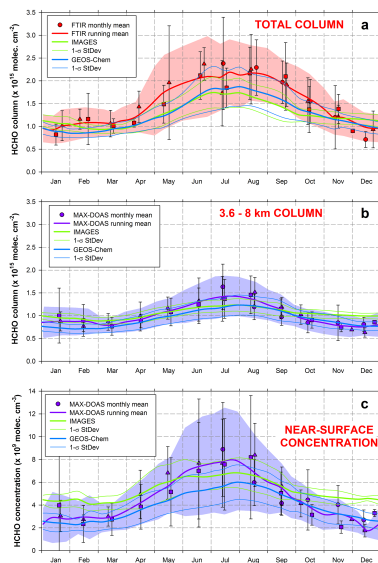 TOTAL COLUMN
a
FTIR monthly mean
FTIR running mean
IMAGES
1-σ StDev
GEOS-Chem
1-σ StDev
HCHO column (x 10¹⁵ molec. cm⁻²)
3.0
2.5
2.0
1.5
1.0
0.5
0.0
Jan Feb Mar Apr May Jun Jul Aug Sep Oct Nov Dec
3.6 - 8 km COLUMN
b
MAX-DOAS monthly mean
MAX-DOAS running mean
IMAGES
1-σ StDev
GEOS-Chem
1-σ StDev
HCHO column (x 10¹⁵ molec. cm⁻²)
3.0
2.5
2.0
1.5
1.0
0.5
0.0
Jan Feb Mar Apr May Jun Jul Aug Sep Oct Nov Dec
c
NEAR-SURFACE
CONCENTRATION
MAX-DOAS monthly mean
MAX-DOAS running mean
IMAGES
1-σ StDev
GEOS-Chem
1-σ StDev
HCHO concentration (x 10⁹ molec. cm⁻³)
14
12
10
8
6
4
2
0
Jan Feb Mar Apr May Jun Jul Aug Sep Oct Nov Dec